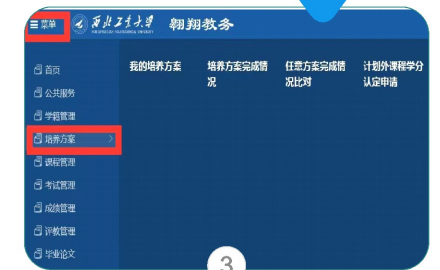 菜单 西北工业大学 翱翔教务
首页
公共服务
学籍管理
培养方案
课程管理
考试管理
成绩管理
评教管理
毕业论文
我的培养方案
培养方案完成情
况
任意方案完成情
况比对
计划外课程学分
认定申请
3